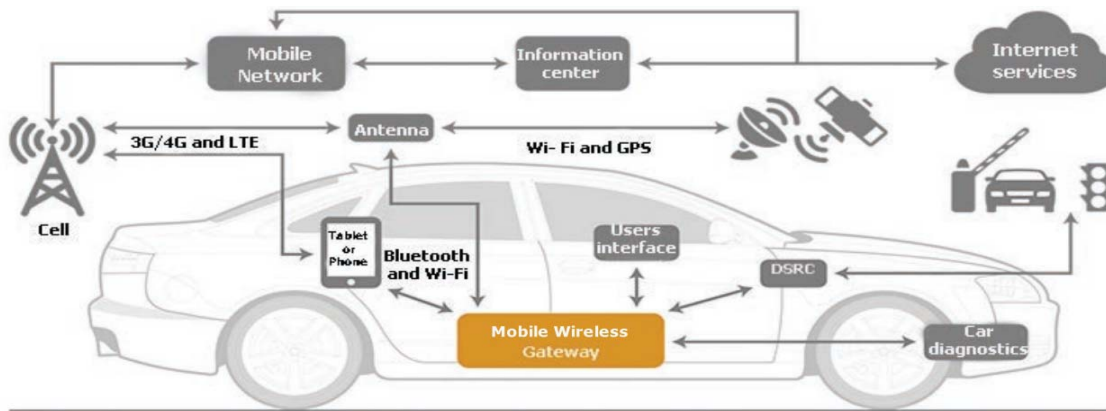 Mobile
Network
Information
center
Internet
services
Antenna
3G/4G and LTE
Wi- Fi and GPS
Cell
Tablet
or
Phone
Bluetooth
and Wi-Fi
Users
interface
DSRC
Mobile Wireless
Gateway
Car
diagnostics